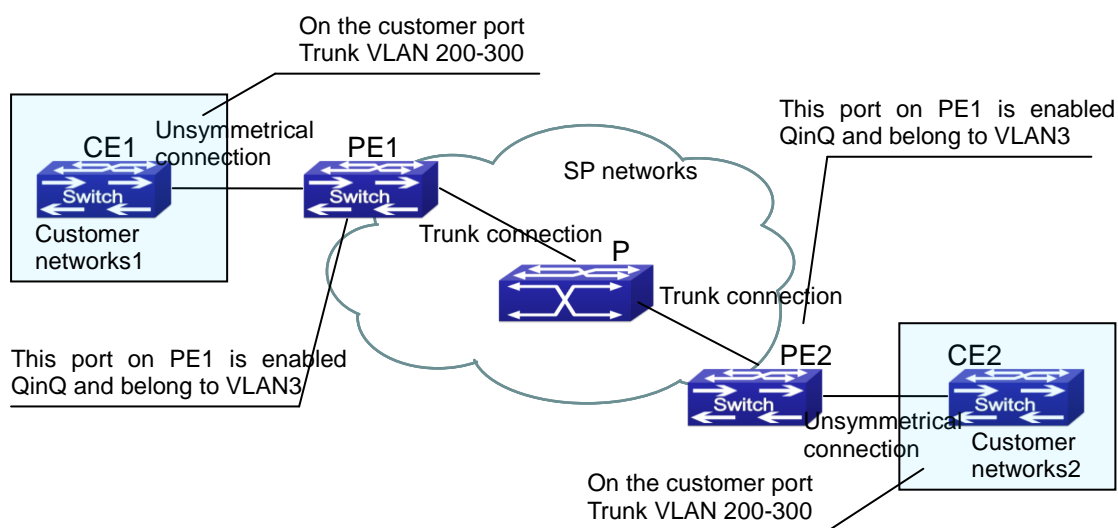 On the customer port
Trunk VLAN 200-300
This port on PE1 is enabled
QinQ and belong to VLAN3
Unsymmetrical
connection
CE1
PE1
SP networks
Switch
Switch
Customer
networks1
Trunk connection
P
Trunk connection
This port on PE1 is enabled
QinQ and belong to VLAN3
PE2
CE2
Switch
Switch
Unsymmetrical
connection
Customer
networks2
On the customer port
Trunk VLAN 200-300